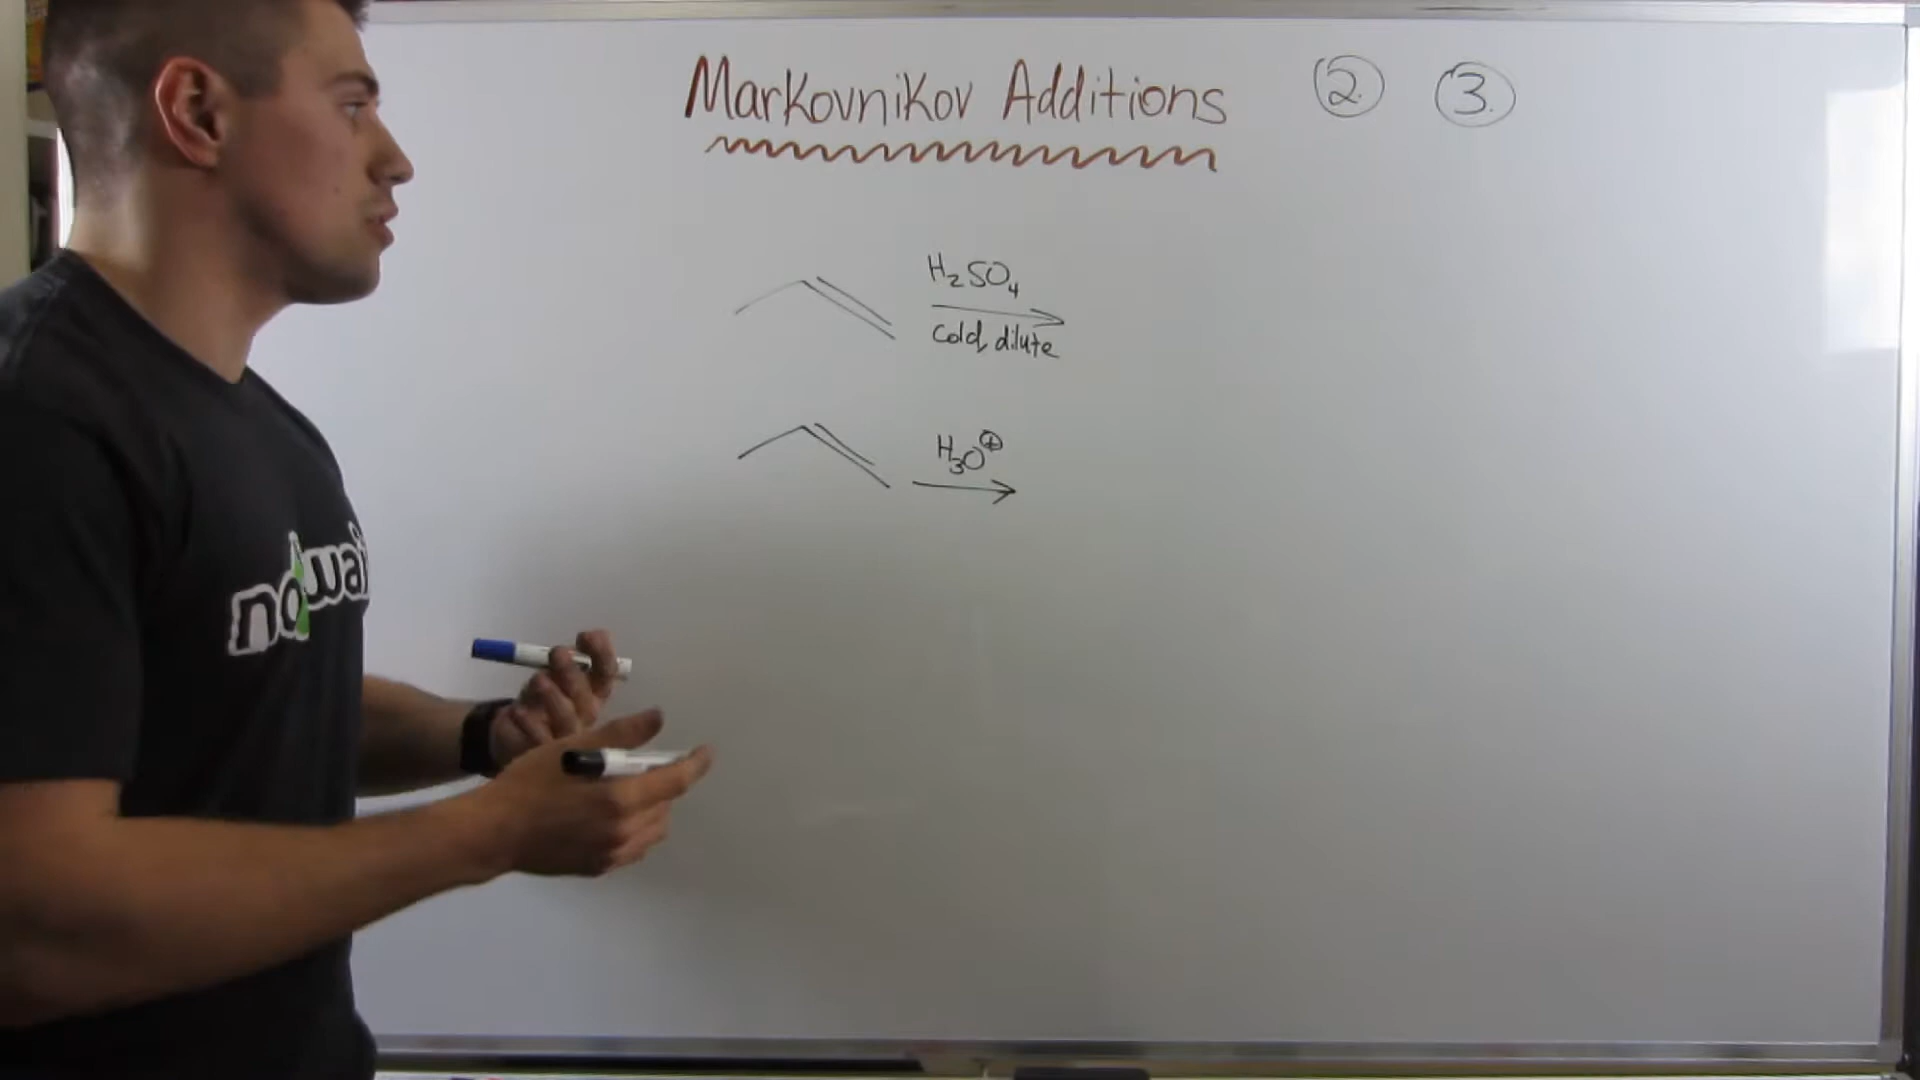 Markovnikov Additions ② ③
H₂SO₄
cold, dilute
H₃O⊕